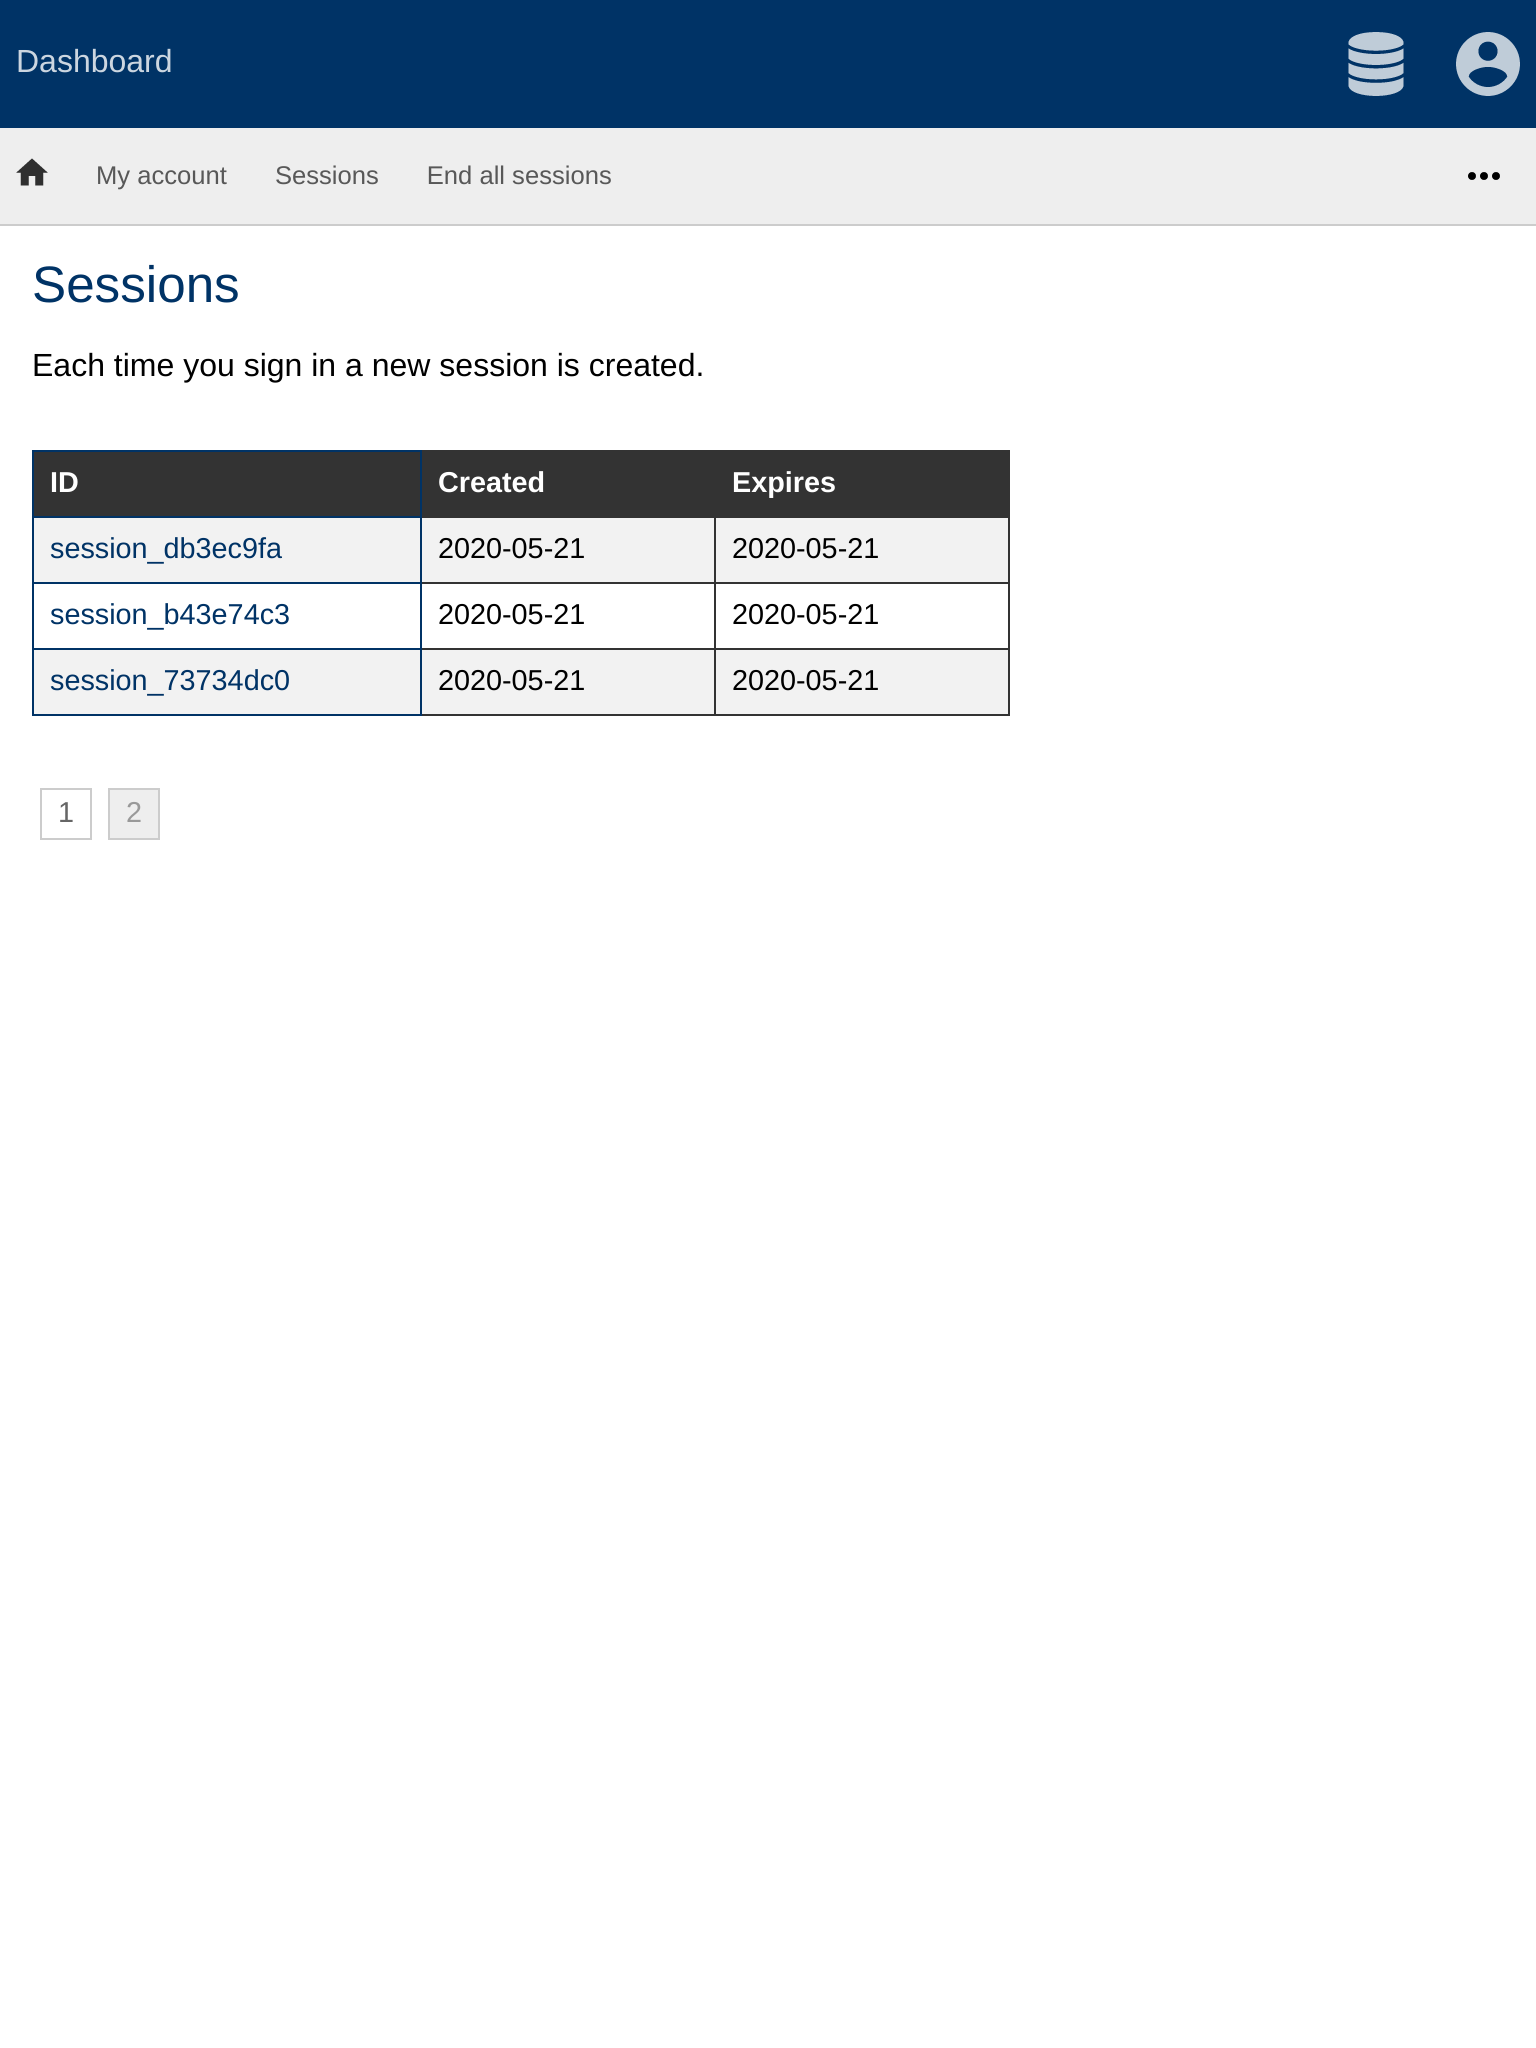 Dashboard
My account Sessions End all sessions
Sessions
Each time you sign in a new session is created.
ID Created Expires
session_db3ec9fa 2020-05-21 2020-05-21
session_b43e74c3 2020-05-21 2020-05-21
session_73734dc0 2020-05-21 2020-05-21
1 2